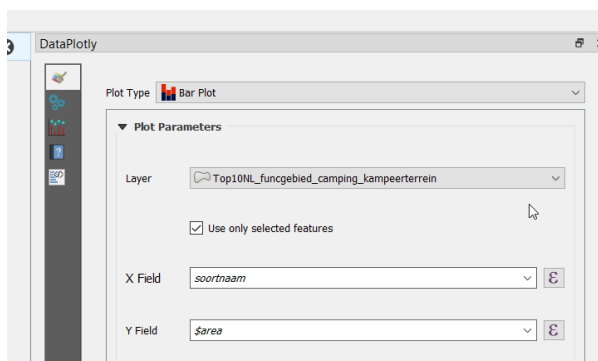 DataPlotly
Plot Type Bar Plot
Plot Parameters
Layer Top10NL_funcgebied_camping_kampeerterrein
Use only selected features
X Field soortnaam ε
Y Field $area ε